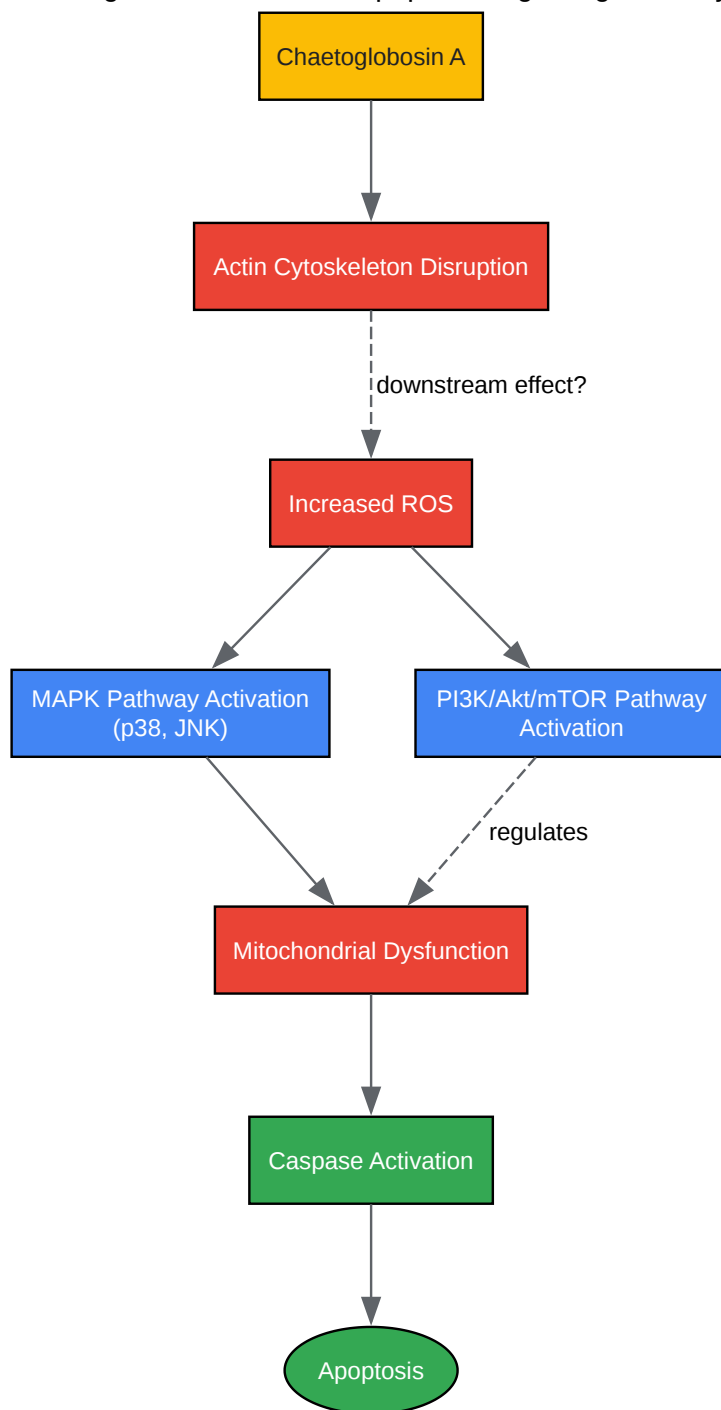 Chaetoglobosin A
Actin Cytoskeleton Disruption
downstream effect?
Increased ROS
MAPK Pathway Activation
(p38, JNK)
PI3K/Akt/mTOR Pathway
Activation
regulates
Mitochondrial Dysfunction
Caspase Activation
Apoptosis